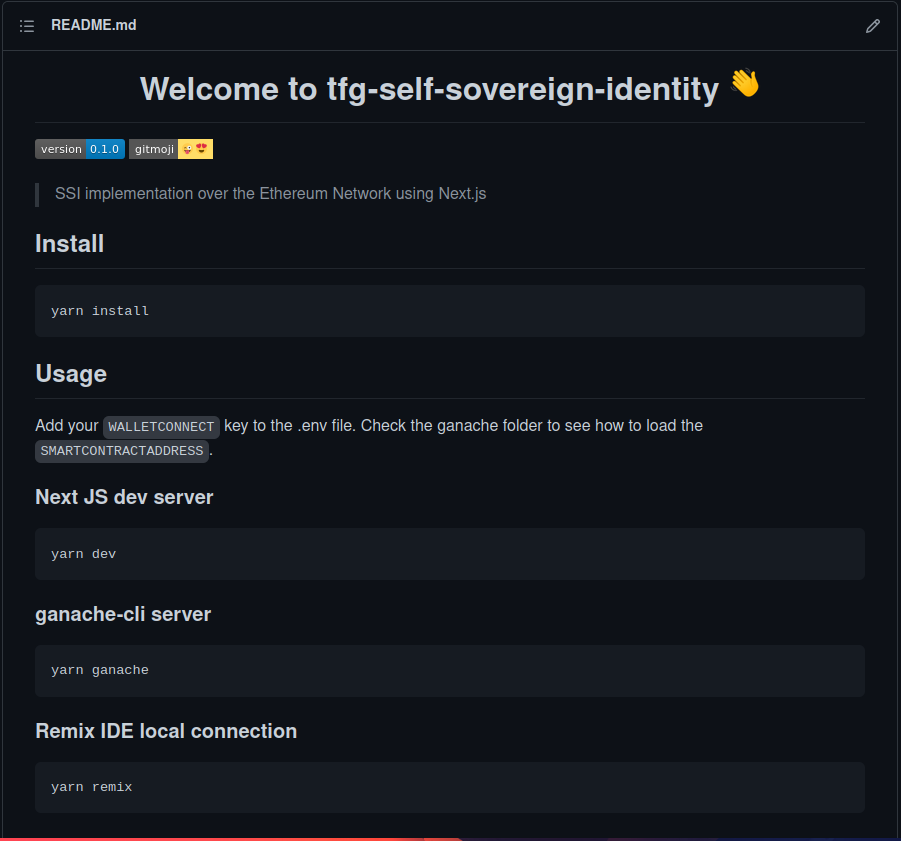 README.md
Welcome to tfg-self-sovereign-identity 👋
version 0.1.0 gitmoji 😜😍
SSI implementation over the Ethereum Network using Next.js
Install
yarn install
Usage
Add your WALLETCONNECT key to the .env file. Check the ganache folder to see how to load the
SMARTCONTRACTADDRESS.
Next JS dev server
yarn dev
ganache-cli server
yarn ganache
Remix IDE local connection
yarn remix